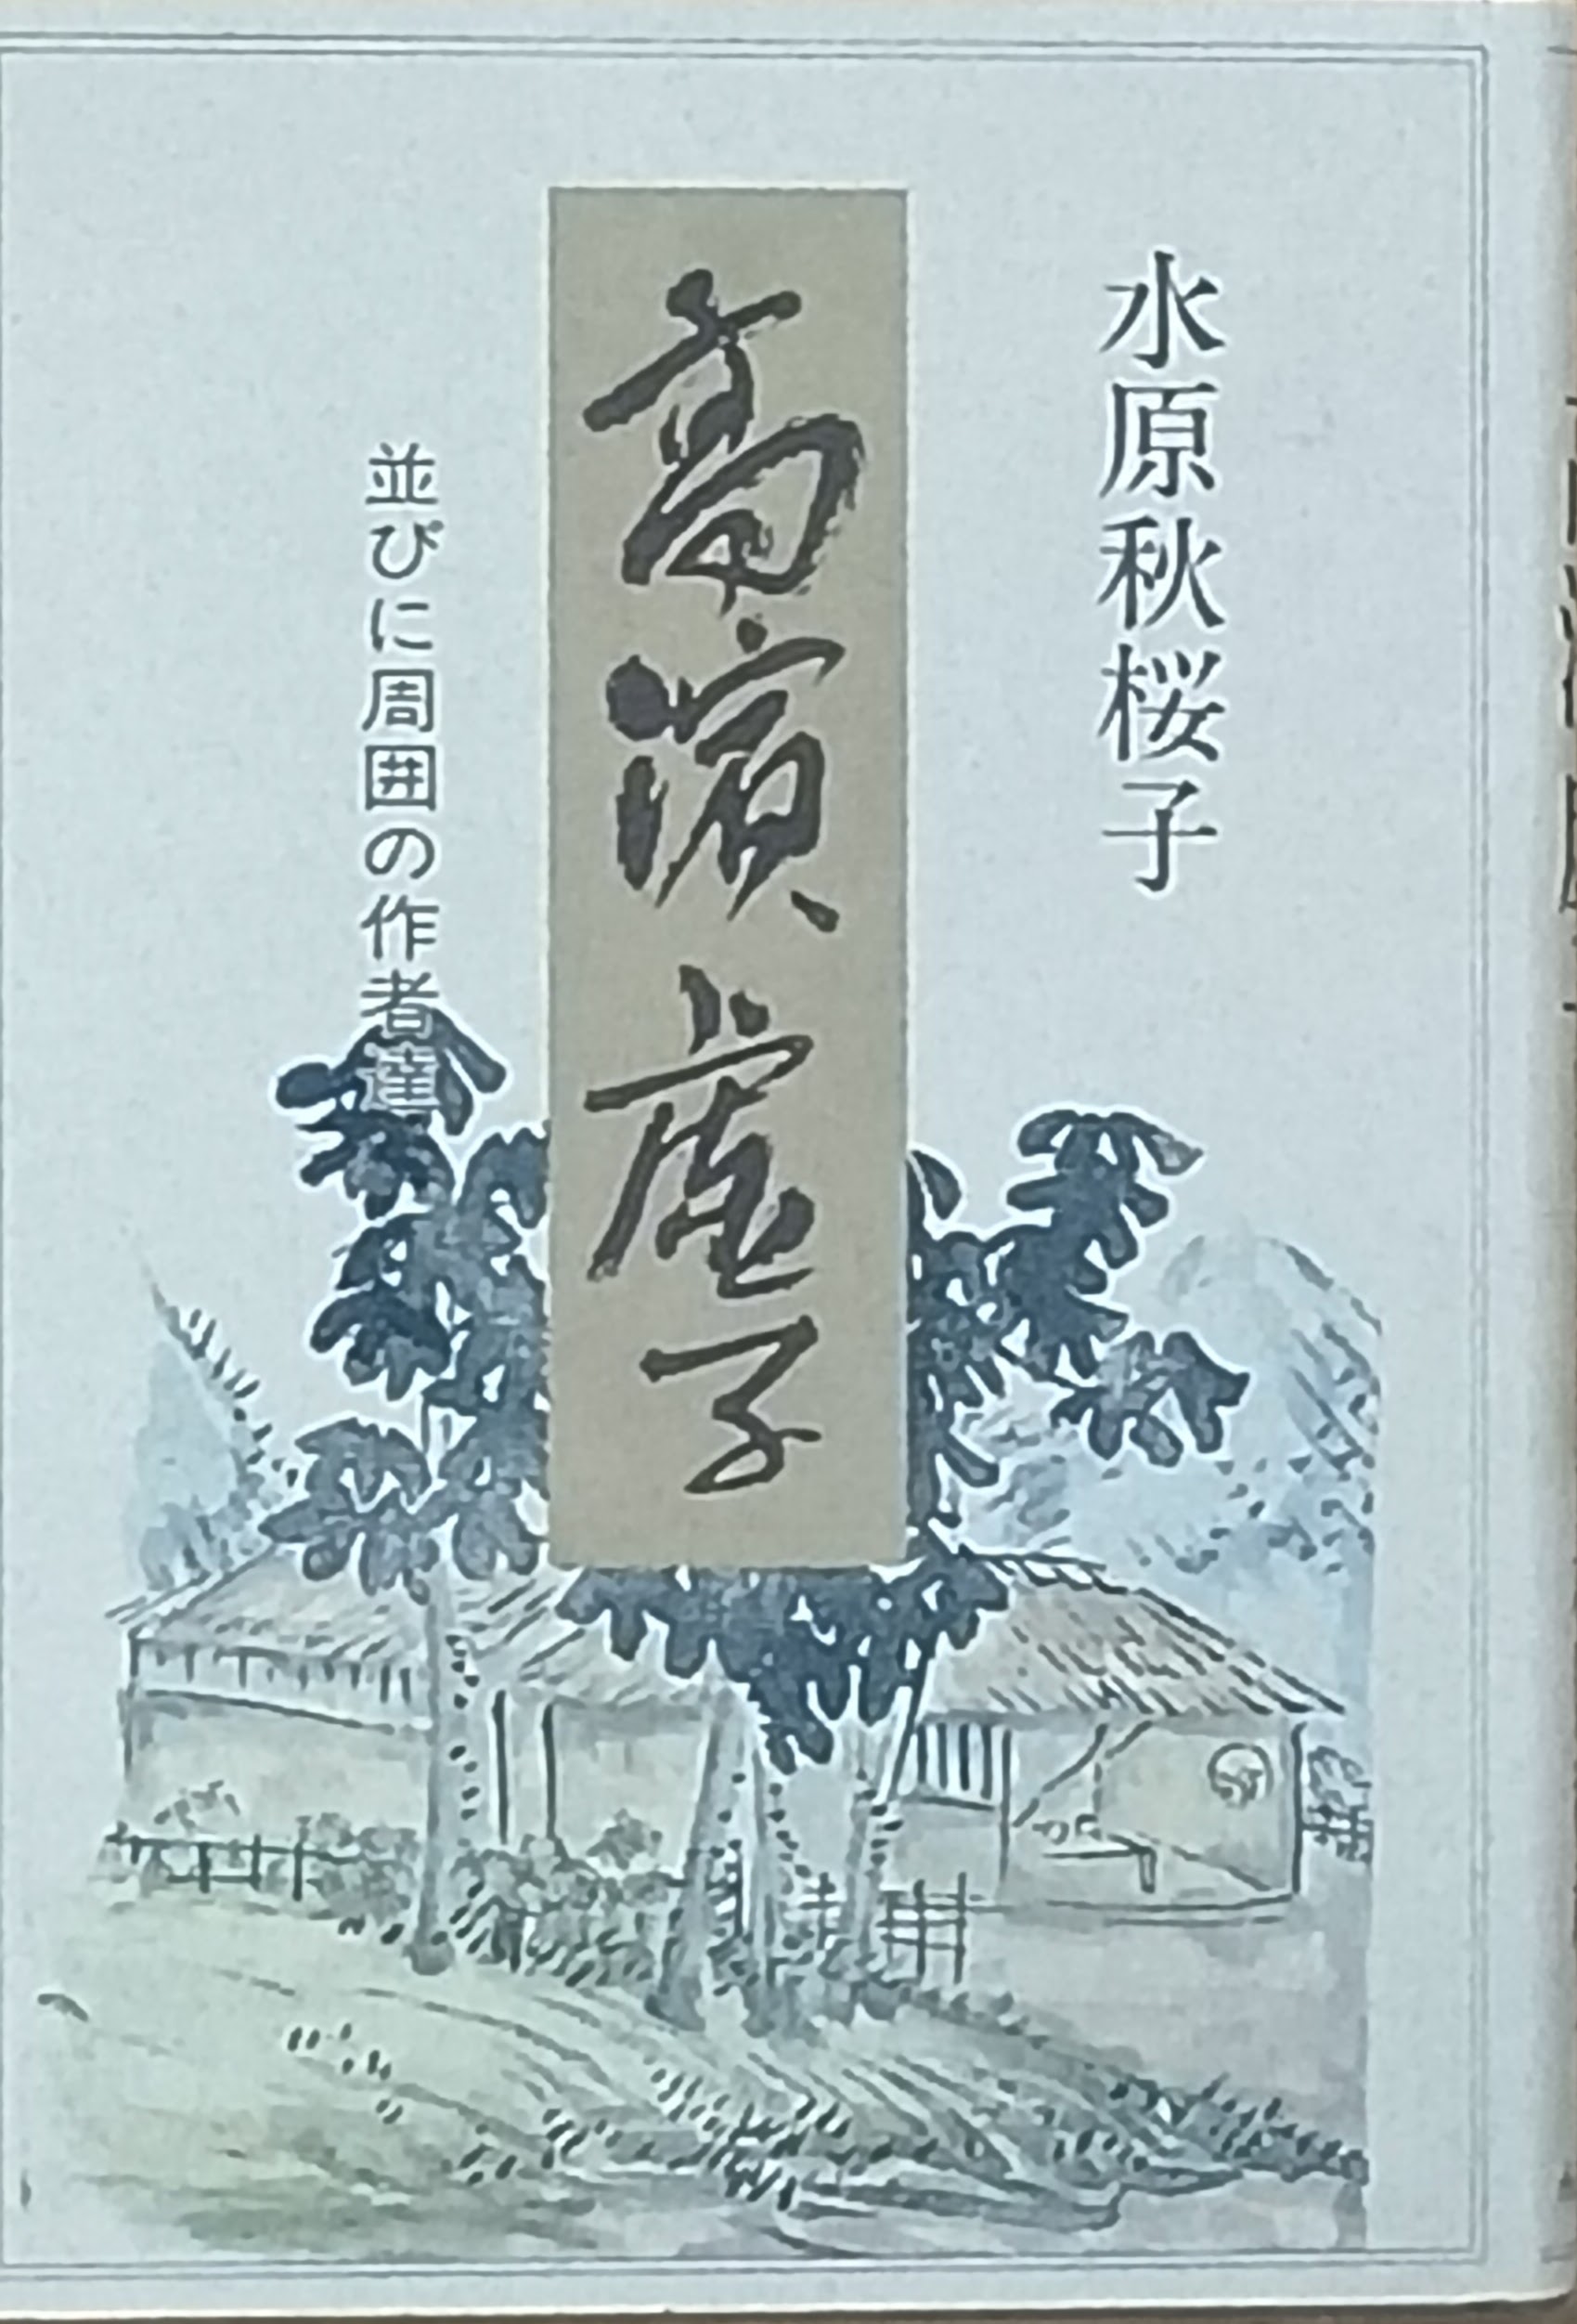 水原秋桜子
高濱虚子
並びに周囲の作者達